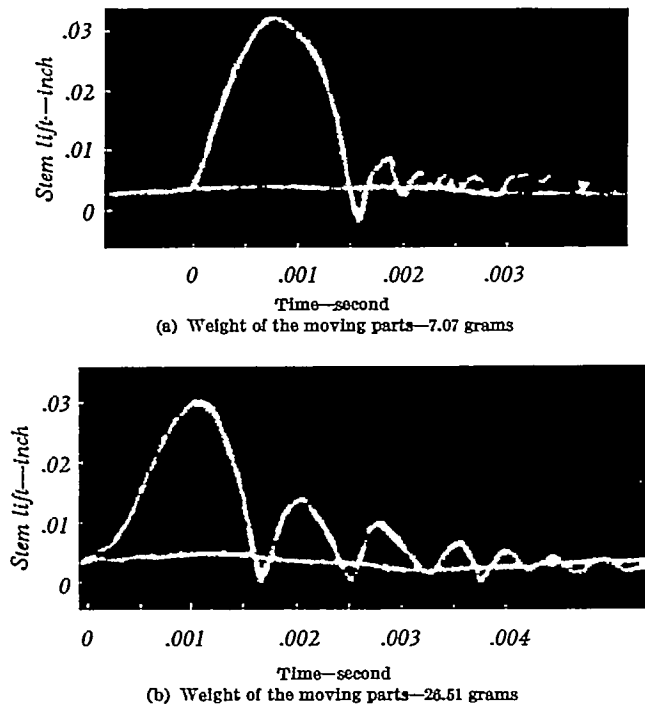 .03
.02
.01
0
Stem lift—inch
0 .001 .002 .003
Time—second
(a) Weight of the moving parts—7.07 grams
.03
.02
.01
0
Stem lift—inch
0 .001 .002 .003 .004
Time—second
(b) Weight of the moving parts—26.51 grams